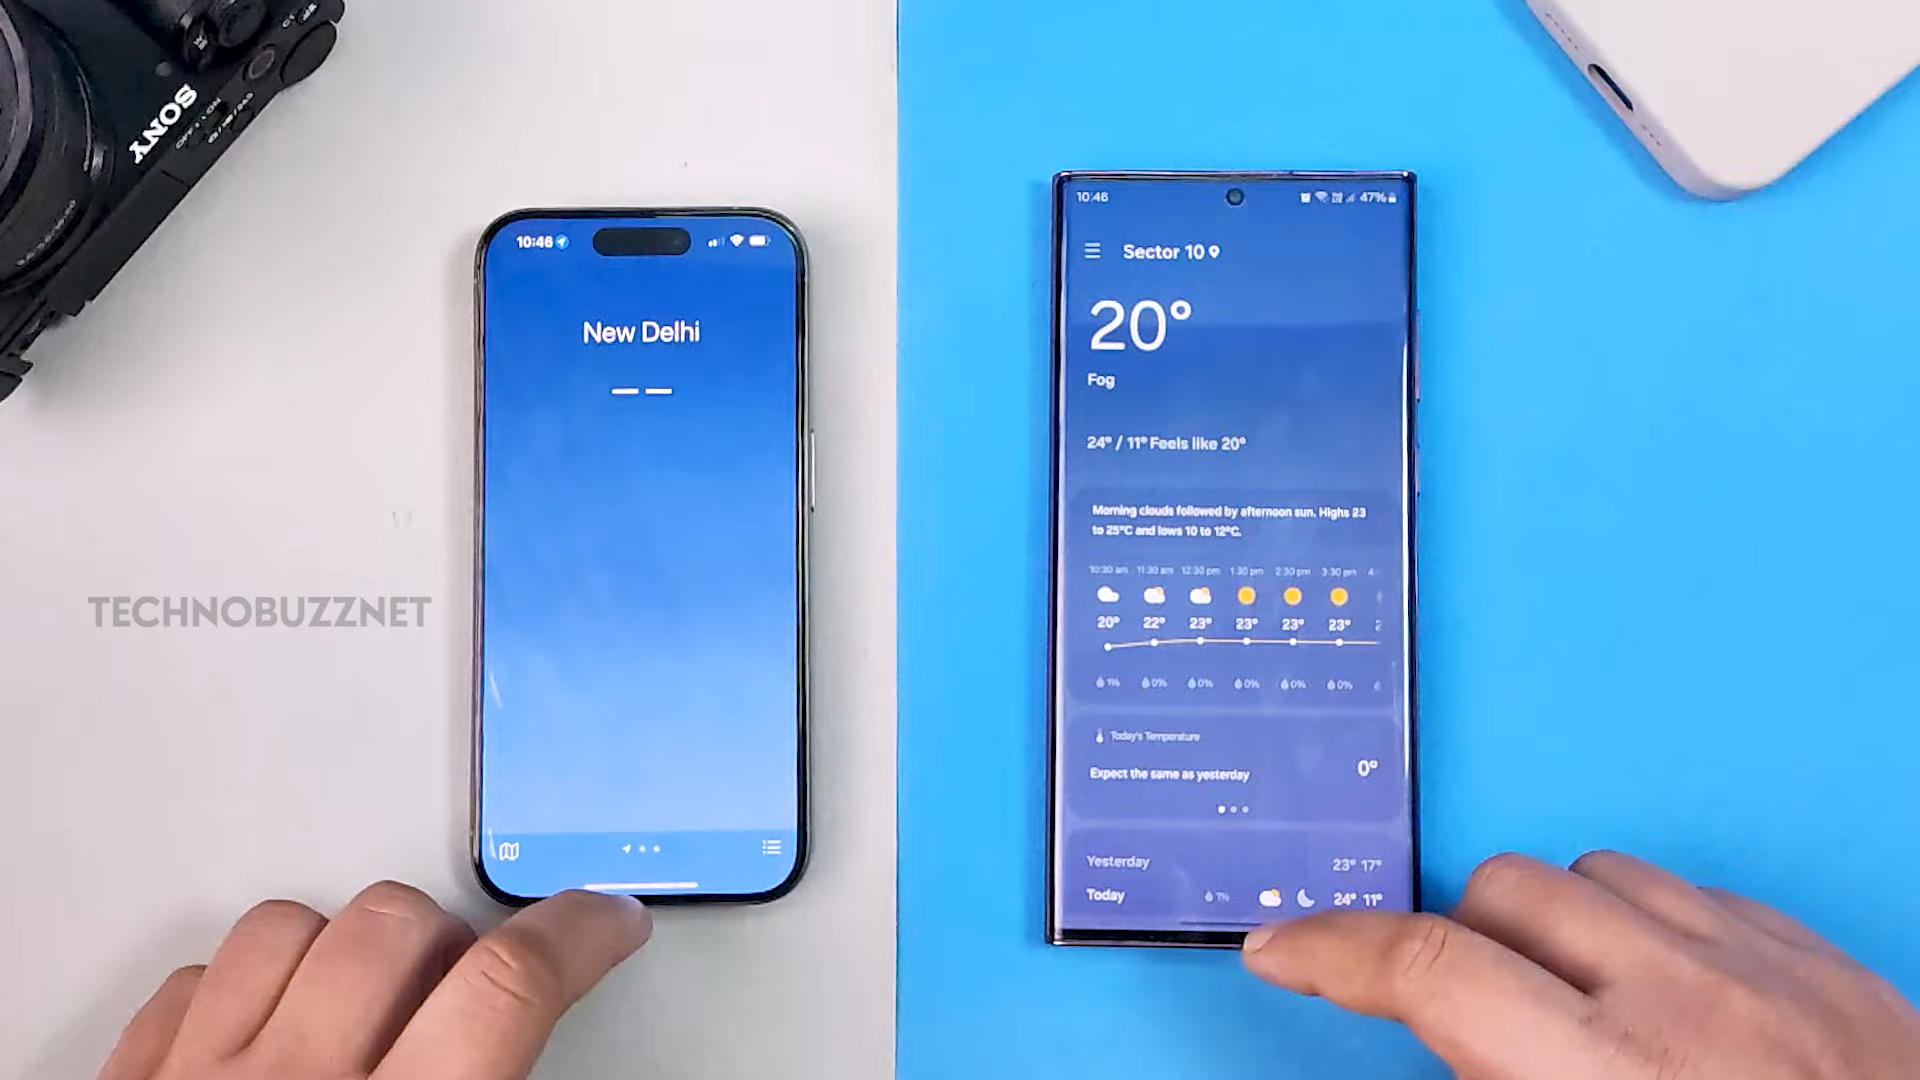 SONY
10:46
New Delhi
— —
TECHNOBUZZNET
10:46
47%
Sector 10
20°
Fog
24° / 11° Feels like 20°
Morning clouds followed by afternoon sun. Highs 23
to 25°C and lows 10 to 12°C.
10:30 am 11:30 am 12:30 pm 1:30 pm 2:30 pm 3:30 pm 4:
20° 22° 23° 23° 23° 23° 2
1% 0% 0% 0% 0% 0%
Today's Temperature
Expect the same as yesterday
0°
Yesterday 23° 17°
Today 1% 24° 11°